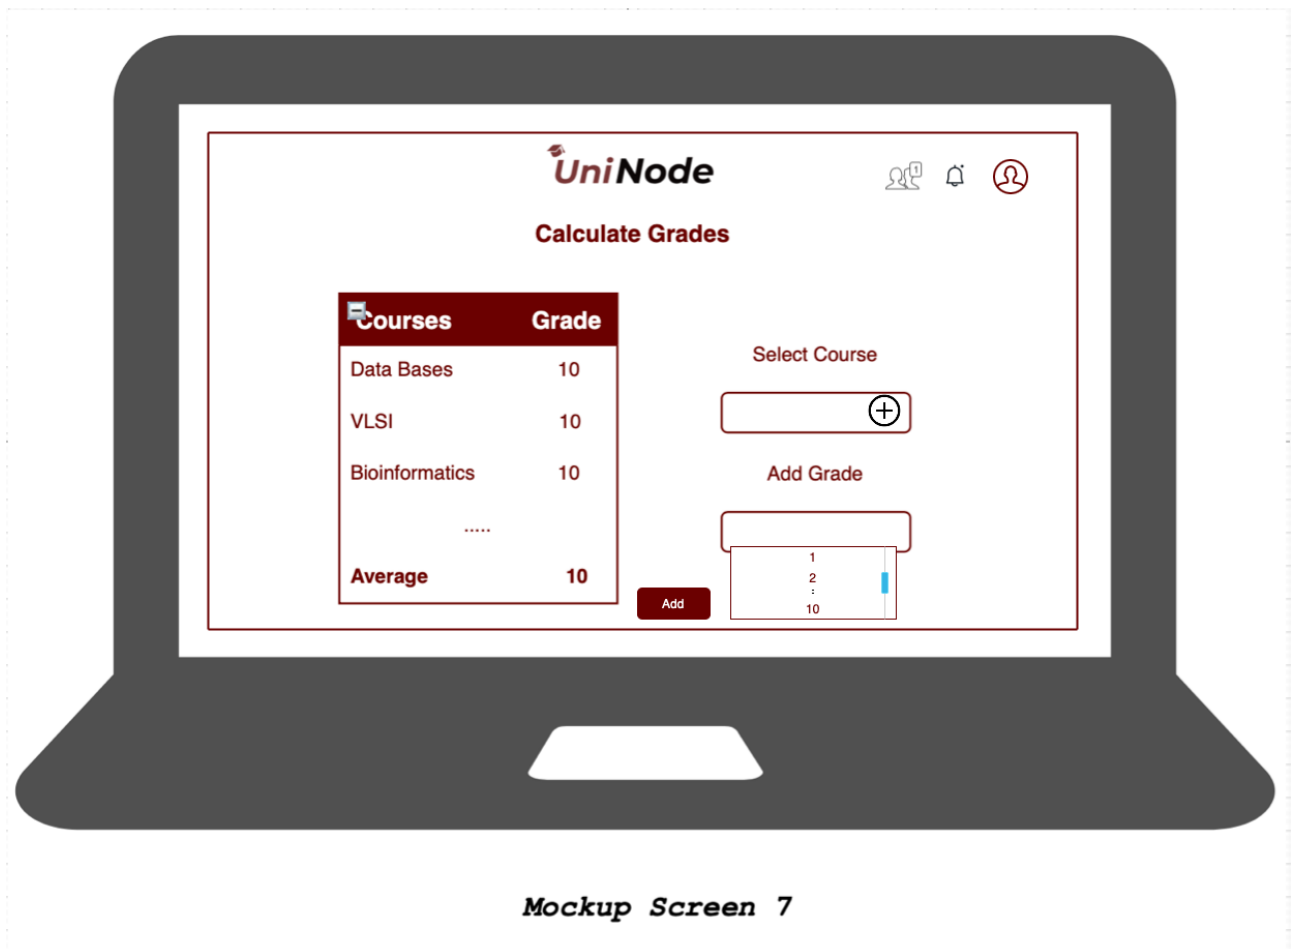 UniNode
1
Calculate Grades
Courses Grade
Data Bases 10
VLSI 10
Bioinformatics 10
.....
Average 10
Select Course
Add Grade
1
2
:
10
Add
Mockup Screen 7